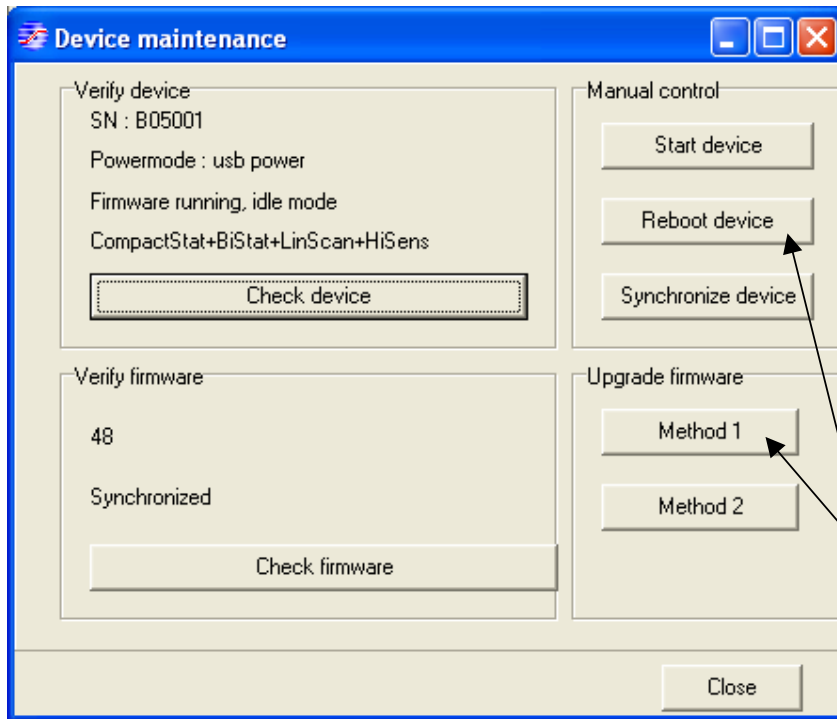 Device maintenance
Verify device
SN : B05001
Powermode : usb power
Firmware running, idle mode
CompactStat+BiStat+LinScan+HiSens
Check device
Manual control
Start device
Reboot device
Synchronize device
Verify firmware
48
Synchronized
Check firmware
Upgrade firmware
Method 1
Method 2
Close